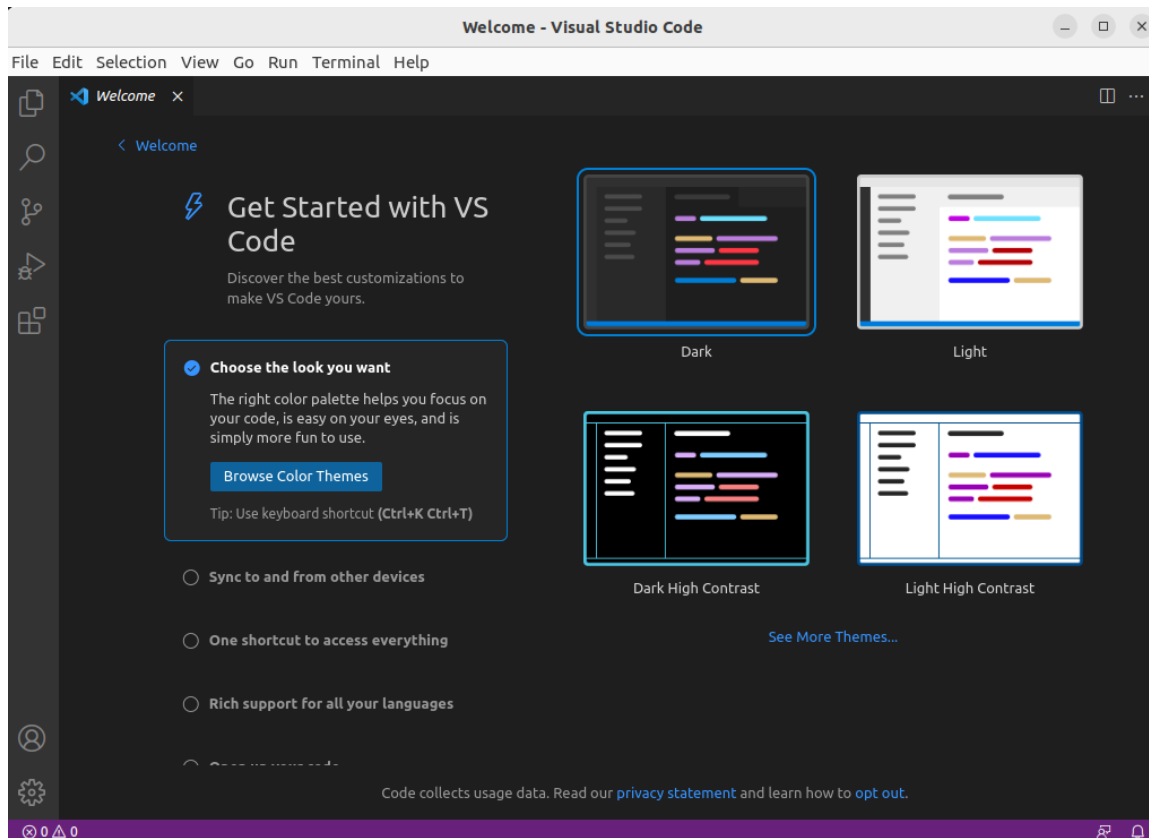 Welcome - Visual Studio Code
File Edit Selection View Go Run Terminal Help
Welcome
Welcome
Get Started with VS
Code
Discover the best customizations to
make VS Code yours.
Choose the look you want
The right color palette helps you focus on
your code, is easy on your eyes, and is
simply more fun to use.
Browse Color Themes
Tip: Use keyboard shortcut (Ctrl+K Ctrl+T)
Sync to and from other devices
One shortcut to access everything
Rich support for all your languages
Dark
Light
Dark High Contrast
Light High Contrast
See More Themes...
Code collects usage data. Read our privacy statement and learn how to opt out.
0 0